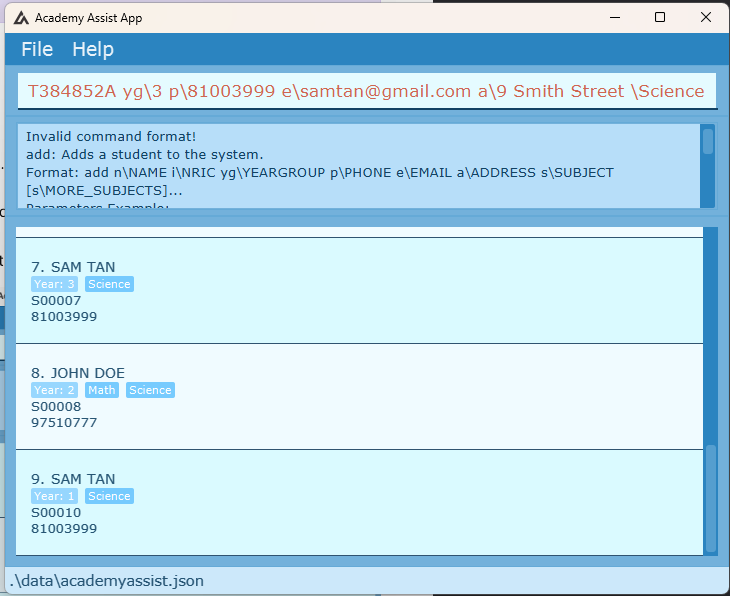 Academy Assist App
File Help
T384852A yg\3 p\81003999 e\samtan@gmail.com a\9 Smith Street \Science
Invalid command format!
add: Adds a student to the system.
Format: add n\NAME i\NRIC yg\YEARGROUP p\PHONE e\EMAIL a\ADDRESS s\SUBJECT
[s\MORE_SUBJECTS]...
Parameters Example:
7. SAM TAN
Year: 3 Science
S00007
81003999
8. JOHN DOE
Year: 2 Math Science
S00008
97510777
9. SAM TAN
Year: 1 Science
S00010
81003999
.\data\academyassist.json